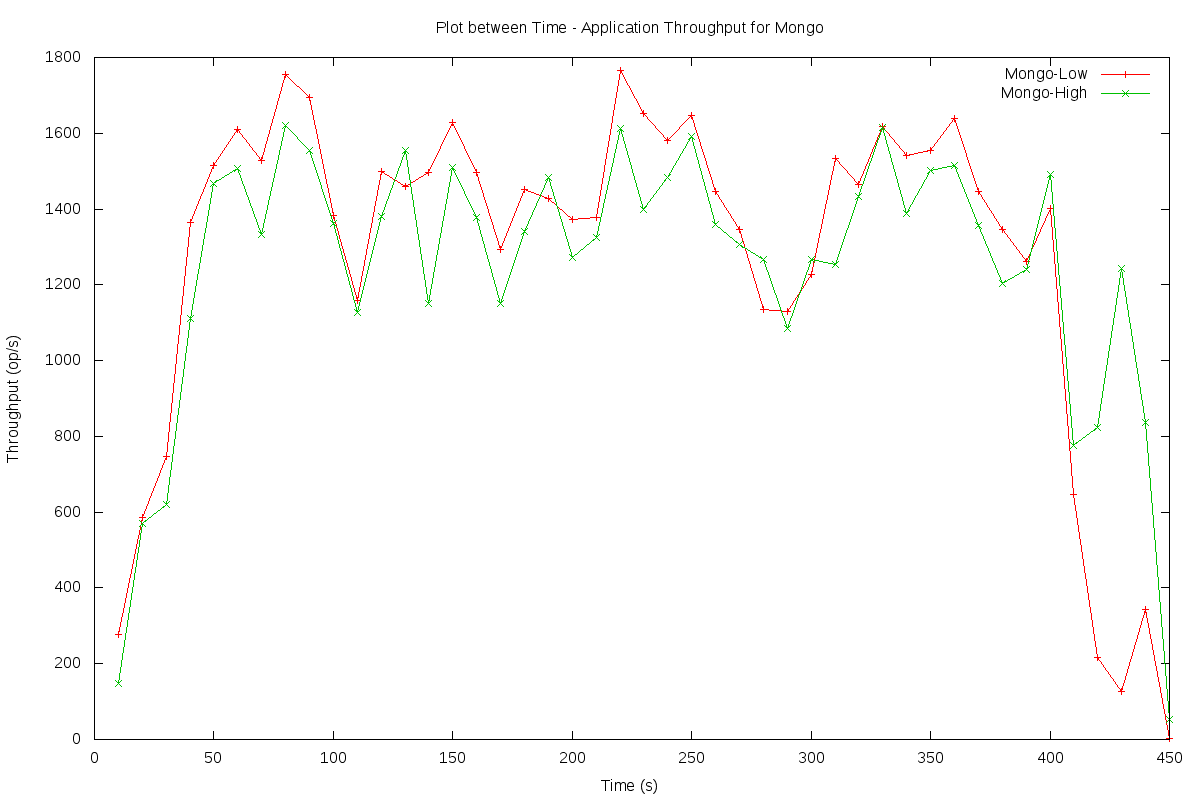 Plot between Time - Application Throughput for Mongo
1800
1600
1400
1200
1000
800
600
400
200
0
Throughput (op/s)
Mongo-Low
Mongo-High
0 50 100 150 200 250 300 350 400 450
Time (s)